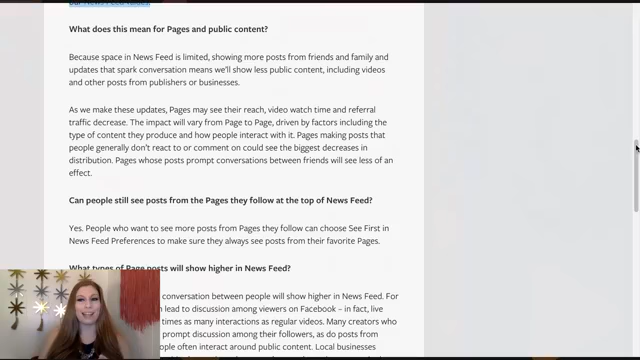 our News Feed values.
What does this mean for Pages and public content?
Because space in News Feed is limited, showing more posts from friends and family and
updates that spark conversation means we'll show less public content, including videos
and other posts from publishers or businesses.
As we make these updates, Pages may see their reach, video watch time and referral
traffic decrease. The impact will vary from Page to Page, driven by factors including the
type of content they produce and how people interact with it. Pages making posts that
people generally don't react to or comment on could see the biggest decreases in
distribution. Pages whose posts prompt conversations between friends will see less of an
effect.
Can people still see posts from the Pages they follow at the top of News Feed?
Yes. People who want to see more posts from Pages they follow can choose See First in
News Feed Preferences to make sure they always see posts from their favorite Pages.
What types of Page posts will show higher in News Feed?
conversation between people will show higher in News Feed. For
n lead to discussion among viewers on Facebook – in fact, live
times as many interactions as regular videos. Many creators who
prompt discussion among their followers, as do posts from
ople often interact around public content. Local businesses